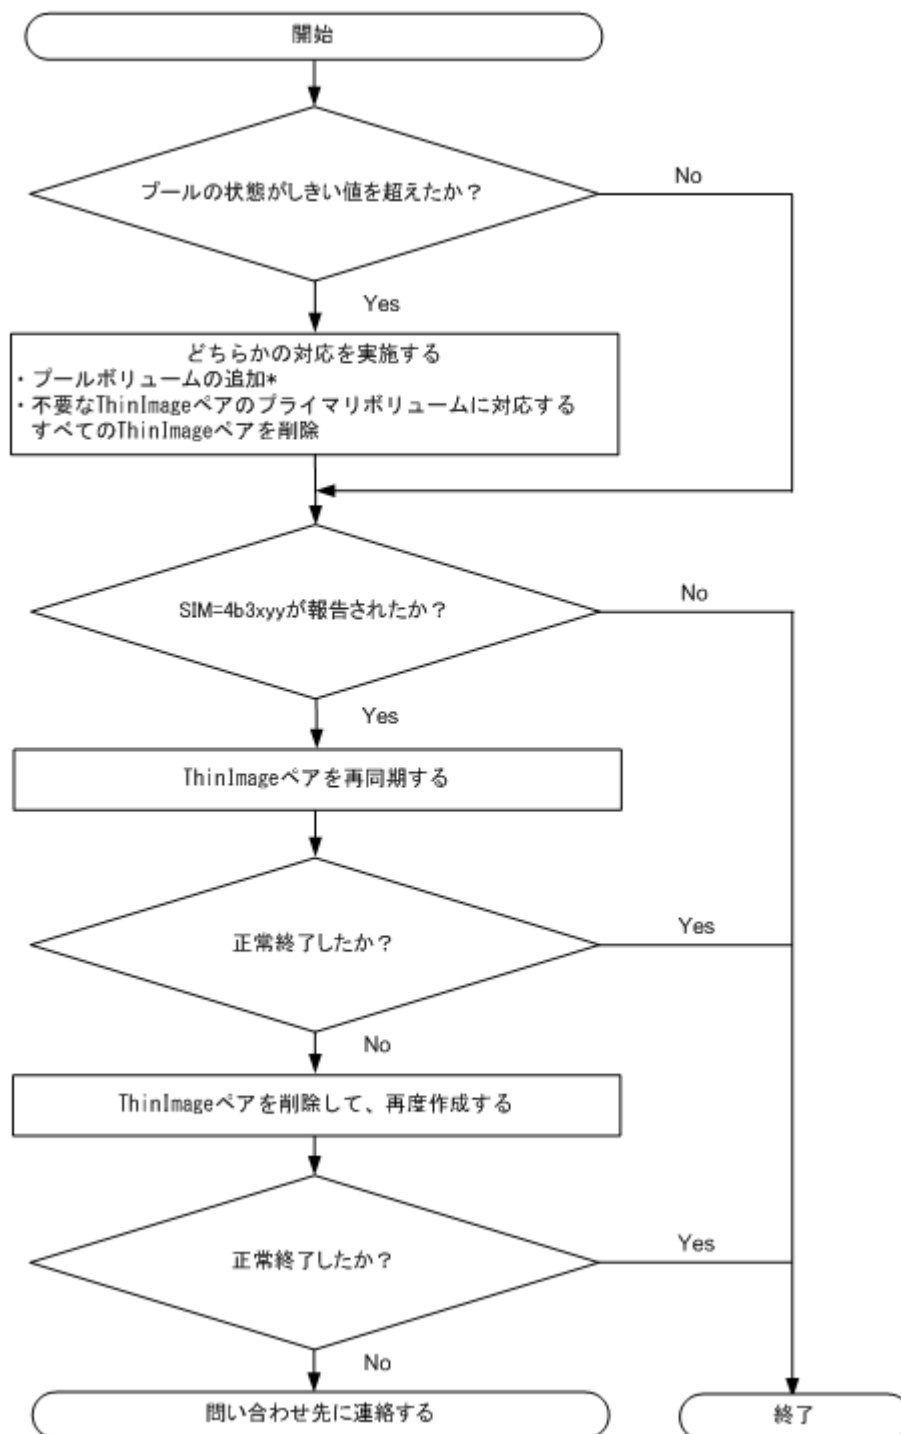 開始
プールの状態がしきい値を超えたか？
No
Yes
どちらかの対応を実施する
・プールボリュームの追加*
・不要なThinImageペアのプライマリボリュームに対応する
すべてのThinImageペアを削除
SIM=4b3xyyが報告されたか？
No
Yes
ThinImageペアを再同期する
正常終了したか？
Yes
No
ThinImageペアを削除して、再度作成する
正常終了したか？
Yes
No
問い合わせ先に連絡する
終了